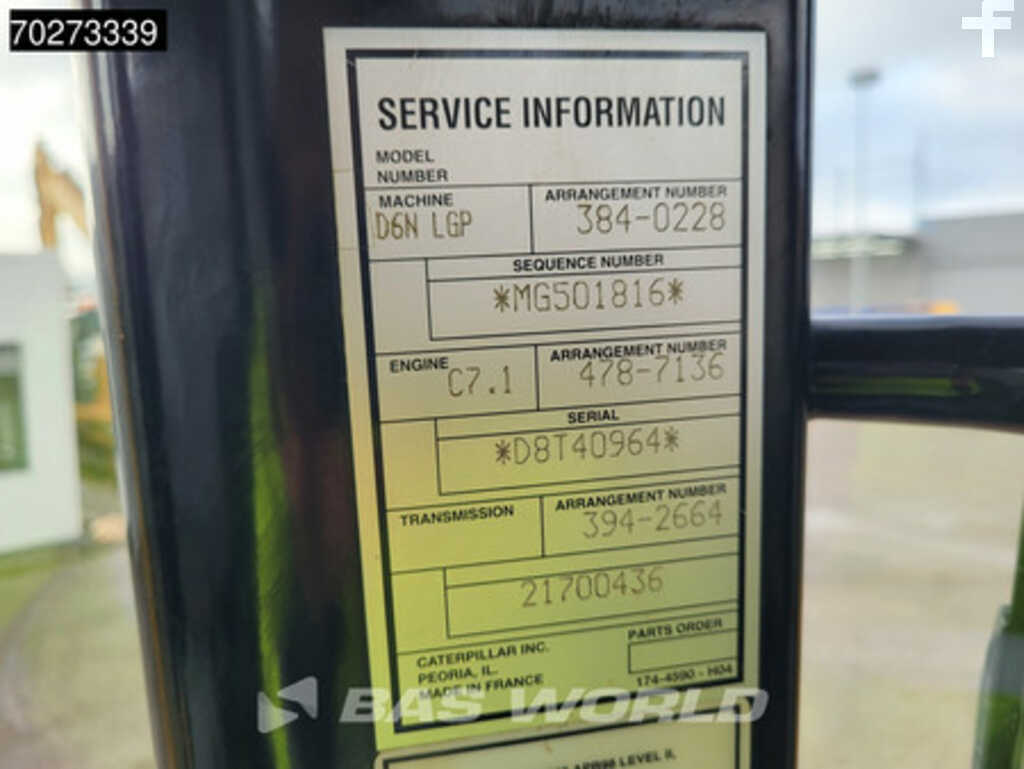 70273339
f
SERVICE INFORMATION
MODEL
NUMBER
MACHINE
D6N LGP
ARRANGEMENT NUMBER
384-0228
SEQUENCE NUMBER
*MG501816*
ENGINE
C7.1
ARRANGEMENT NUMBER
478-7136
SERIAL
*D8T40964*
TRANSMISSION
ARRANGEMENT NUMBER
394-2664
21700436
CATERPILLAR INC.
PEORIA, IL.
MADE IN FRANCE
PARTS ORDER
174-4590 - H04
BAS WORLD
LEVEL II,